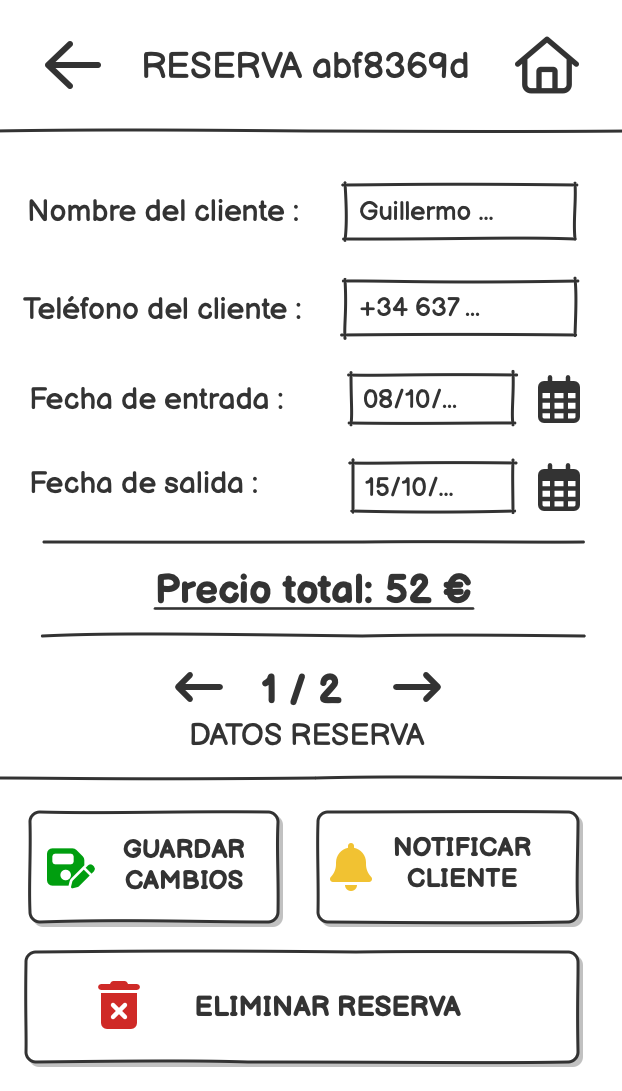 RESERVA abf8369d
Nombre del cliente : Guillermo ...
Teléfono del cliente : +34 637 ...
Fecha de entrada : 08/10/...
Fecha de salida : 15/10/...
Precio total: 52 €
1 / 2
DATOS RESERVA
GUARDAR
CAMBIOS
NOTIFICAR
CLIENTE
ELIMINAR RESERVA